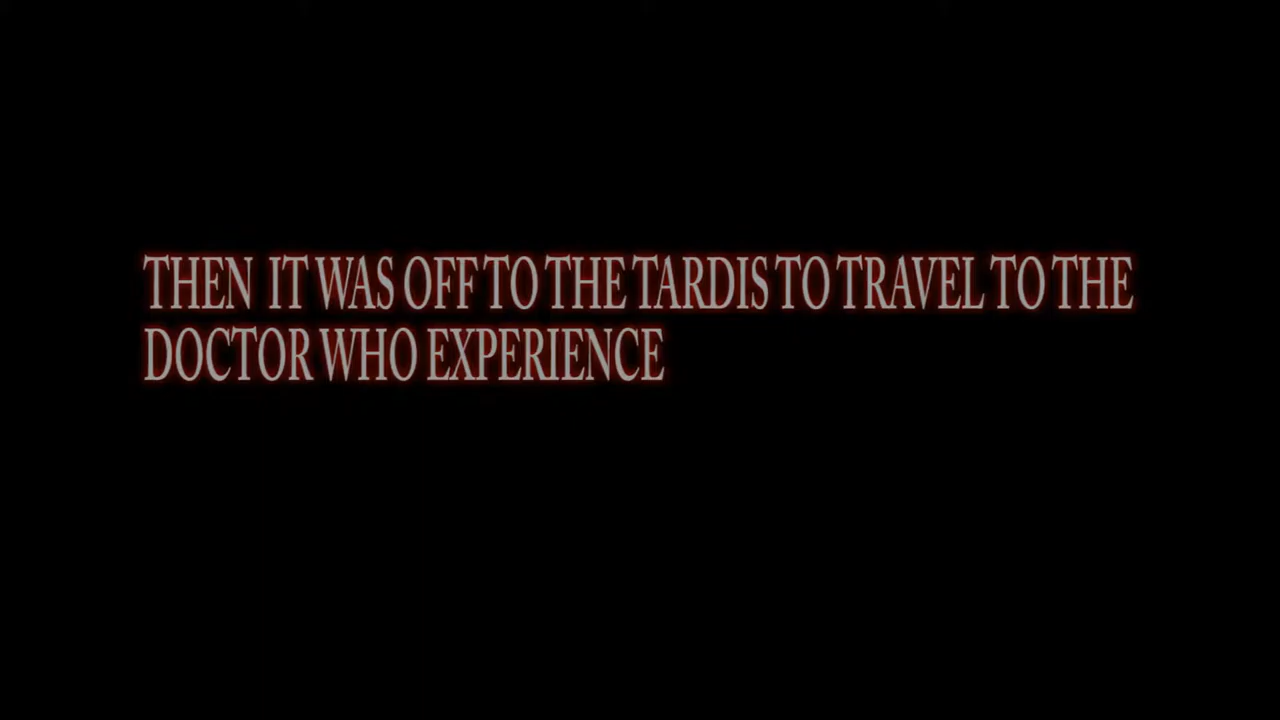 THEN IT WAS OFF TO THE TARDIS TO TRAVEL TO THE
DOCTOR WHO EXPERIENCE